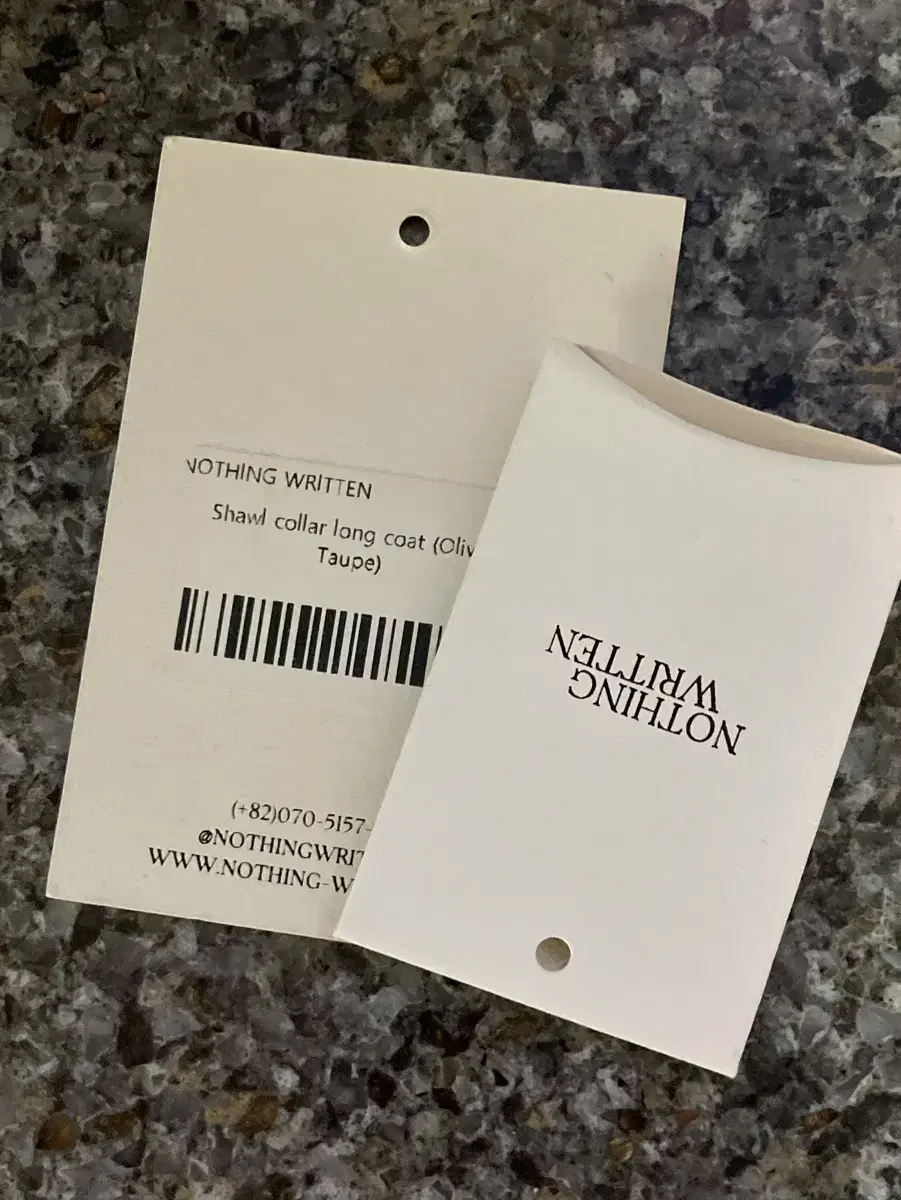 NOTHING WRITTEN
Shawl collar long coat (Oliv
Taupe)
(+82)070-5157-
@NOTHINGWRIT
WWW.NOTHING-W
NOTHING
WRITTEN